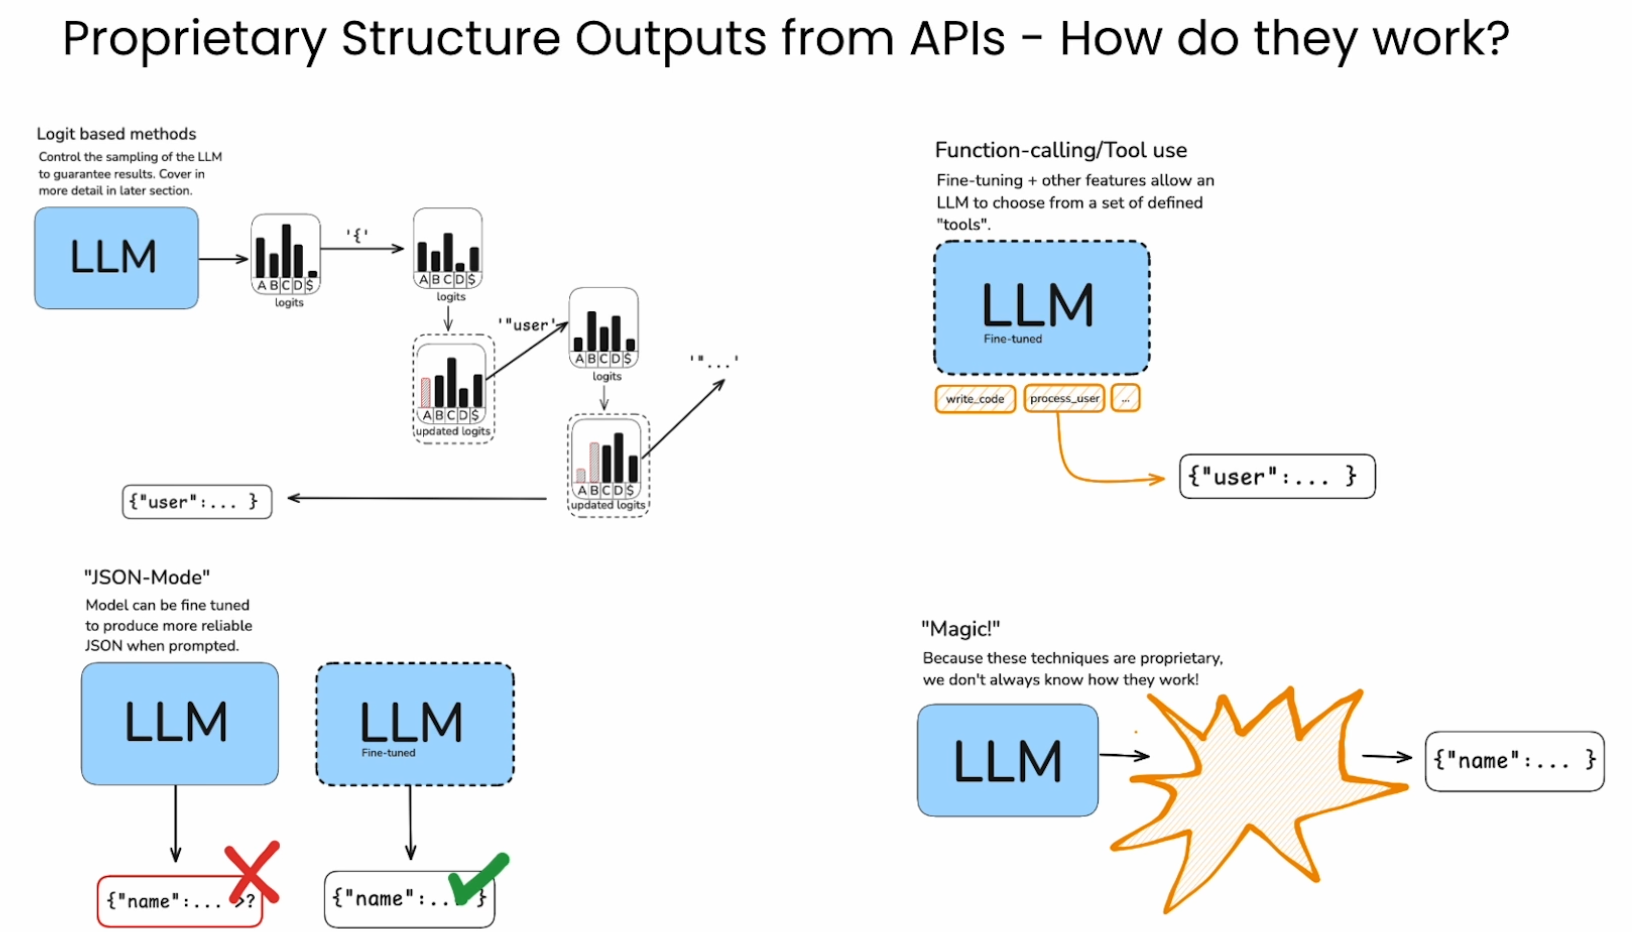 Proprietary Structure Outputs from APIs - How do they work?
Logit based methods
Control the sampling of the LLM
to guarantee results. Cover in
more detail in later section.
LLM
A B C D $
logits
'{'
A B C D $
logits
A B C D $
updated logits
'"user'
A B C D $
logits
A B C D $
updated logits
'"...'
{"user":... }
Function-calling/Tool use
Fine-tuning + other features allow an
LLM to choose from a set of defined
"tools".
LLM
Fine-tuned
write_code
process_user
...
{"user":... }
"JSON-Mode"
Model can be fine tuned
to produce more reliable
JSON when prompted.
LLM
{"name":... >?
LLM
Fine-tuned
{"name":... }
"Magic!"
Because these techniques are proprietary,
we don't always know how they work!
LLM
{"name":... }